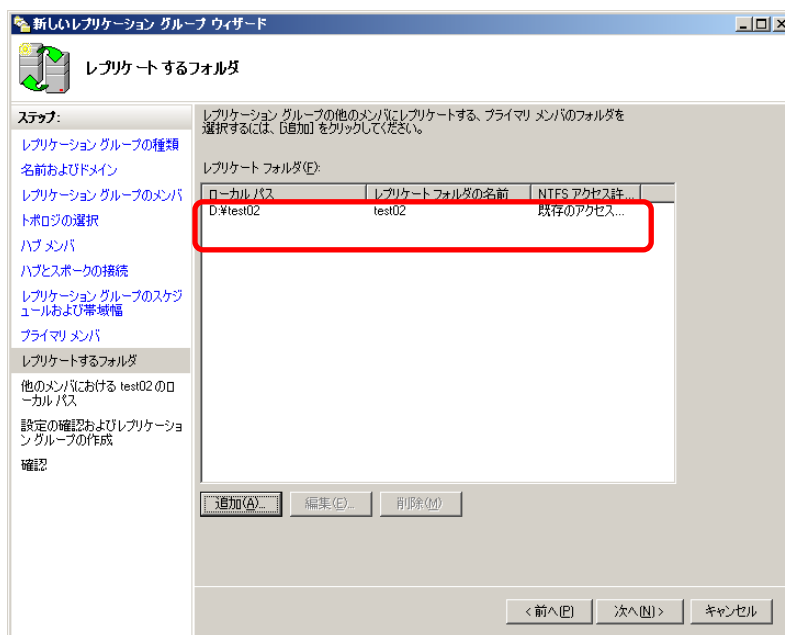 新しいレプリケーション グループ ウィザード
レプリケートするフォルダ
ステップ:
レプリケーション グループの種類
名前およびドメイン
レプリケーション グループのメンバ
トポロジの選択
ハブ メンバ
ハブとスポークの接続
レプリケーション グループのスケジ
ュールおよび帯域幅
プライマリ メンバ
レプリケートするフォルダ
他のメンバにおける test02 のロ
ーカル パス
設定の確認およびレプリケーショ
ン グループの作成
確認
レプリケーション グループの他のメンバにレプリケートする、プライマリ メンバのフォルダを
選択するには、[追加] をクリックしてください。
レプリケート フォルダ(F):
ローカル パス レプリケート フォルダの名前 NTFS アクセス許...
D:¥test02 test02 既存のアクセス...
追加(A)... 編集(E)... 削除(M)
< 前へ(P) 次へ(N) > キャンセル